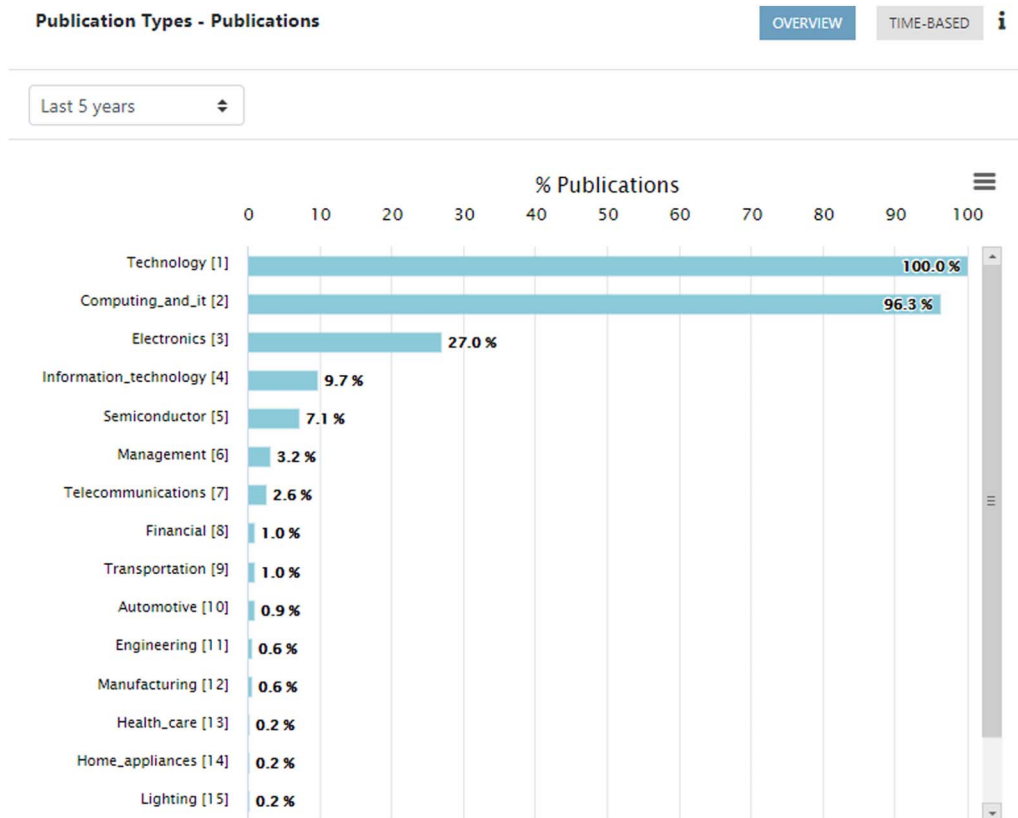 Publication Types - Publications
OVERVIEW TIME-BASED i
Last 5 years
% Publications
0 10 20 30 40 50 60 70 80 90 100
Technology [1] 100.0 %
Computing_and_it [2] 96.3 %
Electronics [3] 27.0 %
Information_technology [4] 9.7 %
Semiconductor [5] 7.1 %
Management [6] 3.2 %
Telecommunications [7] 2.6 %
Financial [8] 1.0 %
Transportation [9] 1.0 %
Automotive [10] 0.9 %
Engineering [11] 0.6 %
Manufacturing [12] 0.6 %
Health_care [13] 0.2 %
Home_appliances [14] 0.2 %
Lighting [15] 0.2 %